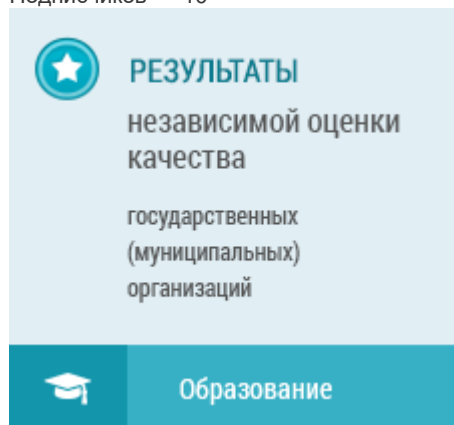 РЕЗУЛЬТАТЫ
независимой оценки
качества
государственных
(муниципальных)
организаций
Образование